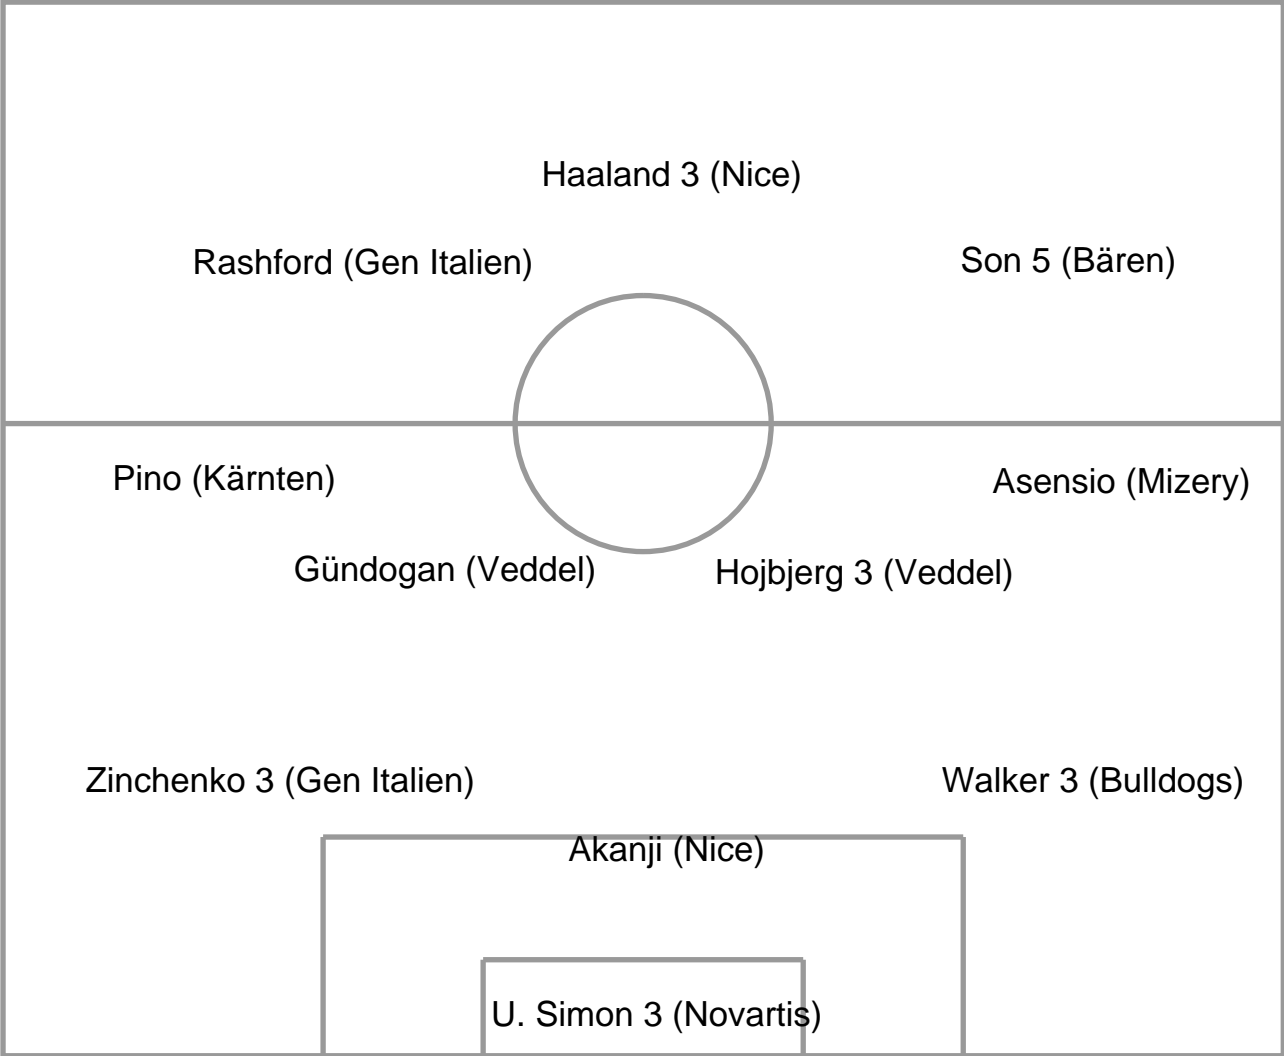 Haaland 3 (Nice)
Rashford (Gen Italien)
Son 5 (Bären)
Pino (Kärnten)
Asensio (Mizery)
Gündogan (Veddel)
Hojbjerg 3 (Veddel)
Zinchenko 3 (Gen Italien)
Walker 3 (Bulldogs)
Akanji (Nice)
U. Simon 3 (Novartis)